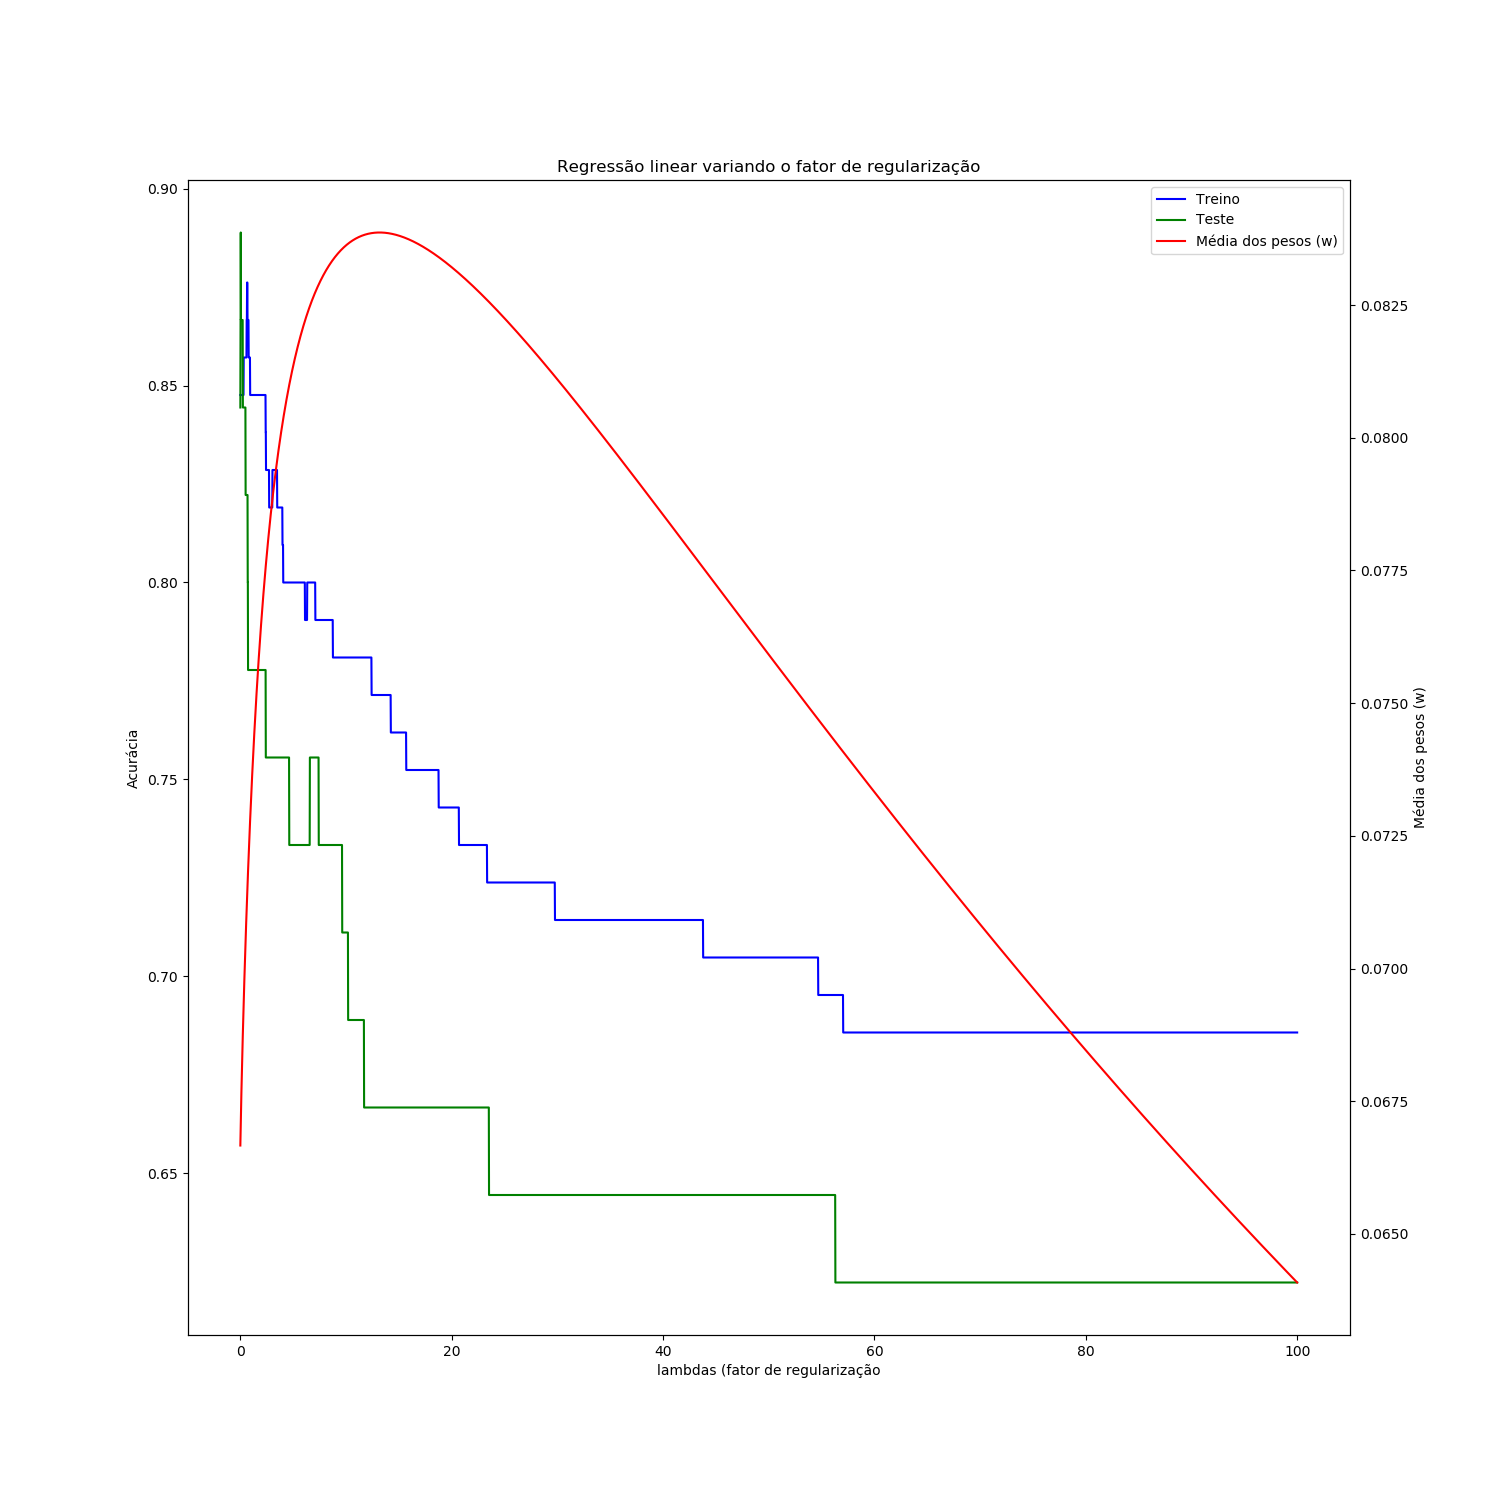 Regressão linear variando o fator de regularização
Treino
Teste
Média dos pesos (w)
0.90
0.85
0.80
0.75
0.70
0.65
Acurácia
0.0825
0.0800
0.0775
0.0750
0.0725
0.0700
0.0675
0.0650
Média dos pesos (w)
0 20 40 60 80 100
lambdas (fator de regularização